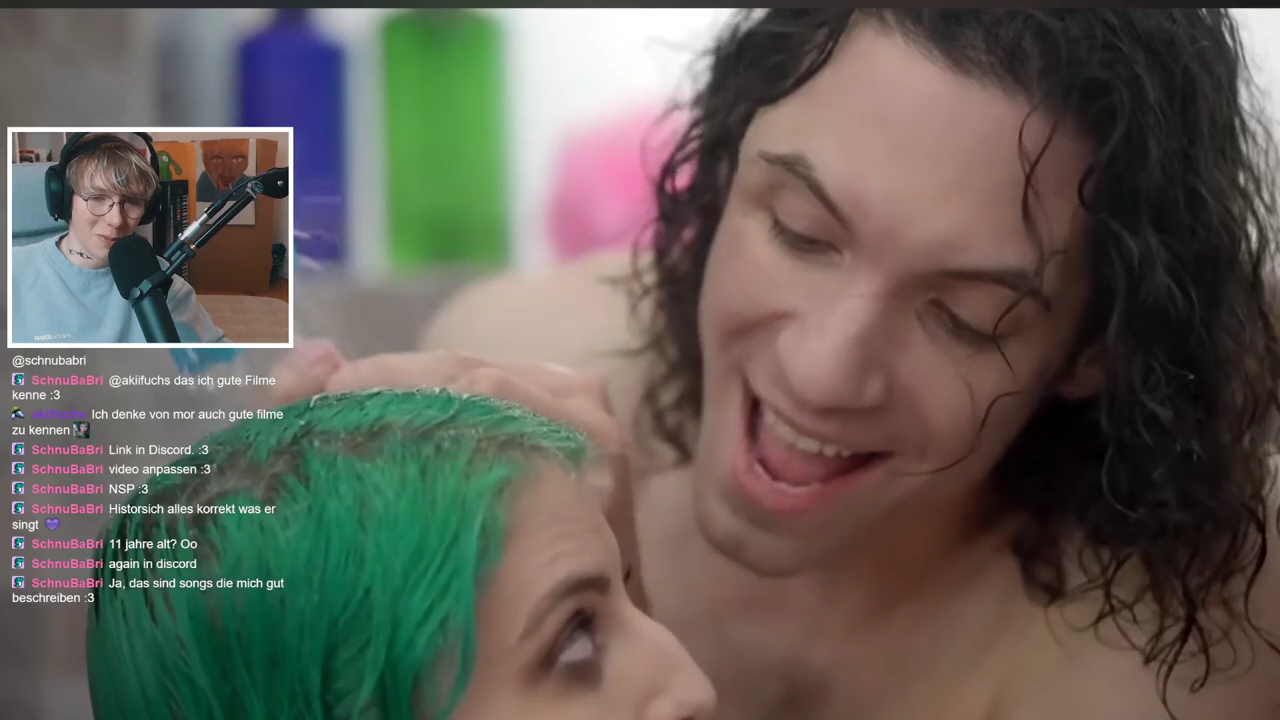 @schnubabri
SchnuBaBri @akiifuchs das ich gute Filme
kenne :3
Ich denke von mor auch gute filme
zu kennen
SchnuBaBri Link in Discord. :3
SchnuBaBri video anpassen :3
SchnuBaBri NSP :3
SchnuBaBri Historsich alles korrekt was er
singt 💜
SchnuBaBri 11 jahre alt? Oo
SchnuBaBri again in discord
SchnuBaBri Ja, das sind songs die mich gut
beschreiben :3